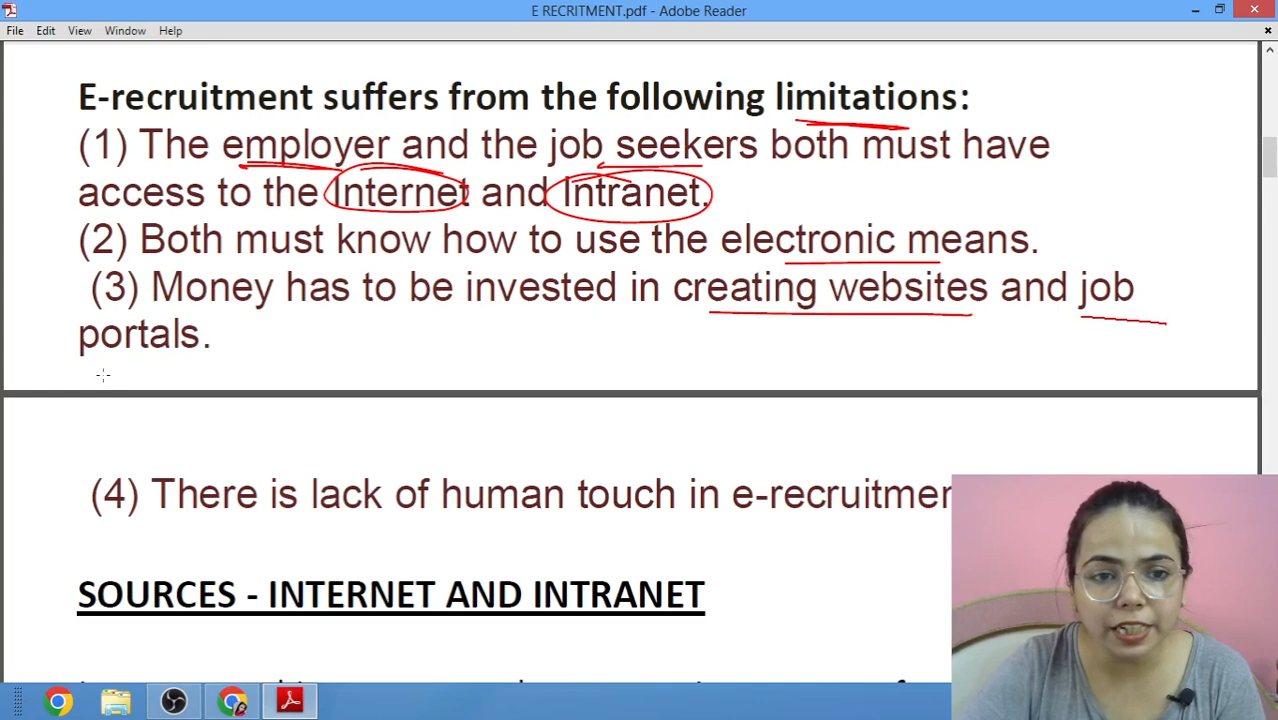 E RECRITMENT.pdf - Adobe Reader
File Edit View Window Help
E-recruitment suffers from the following limitations:
(1) The employer and the job seekers both must have
access to the Internet and Intranet.
(2) Both must know how to use the electronic means.
(3) Money has to be invested in creating websites and job
portals.
(4) There is lack of human touch in
SOURCES - INTERNET AND INTRANET